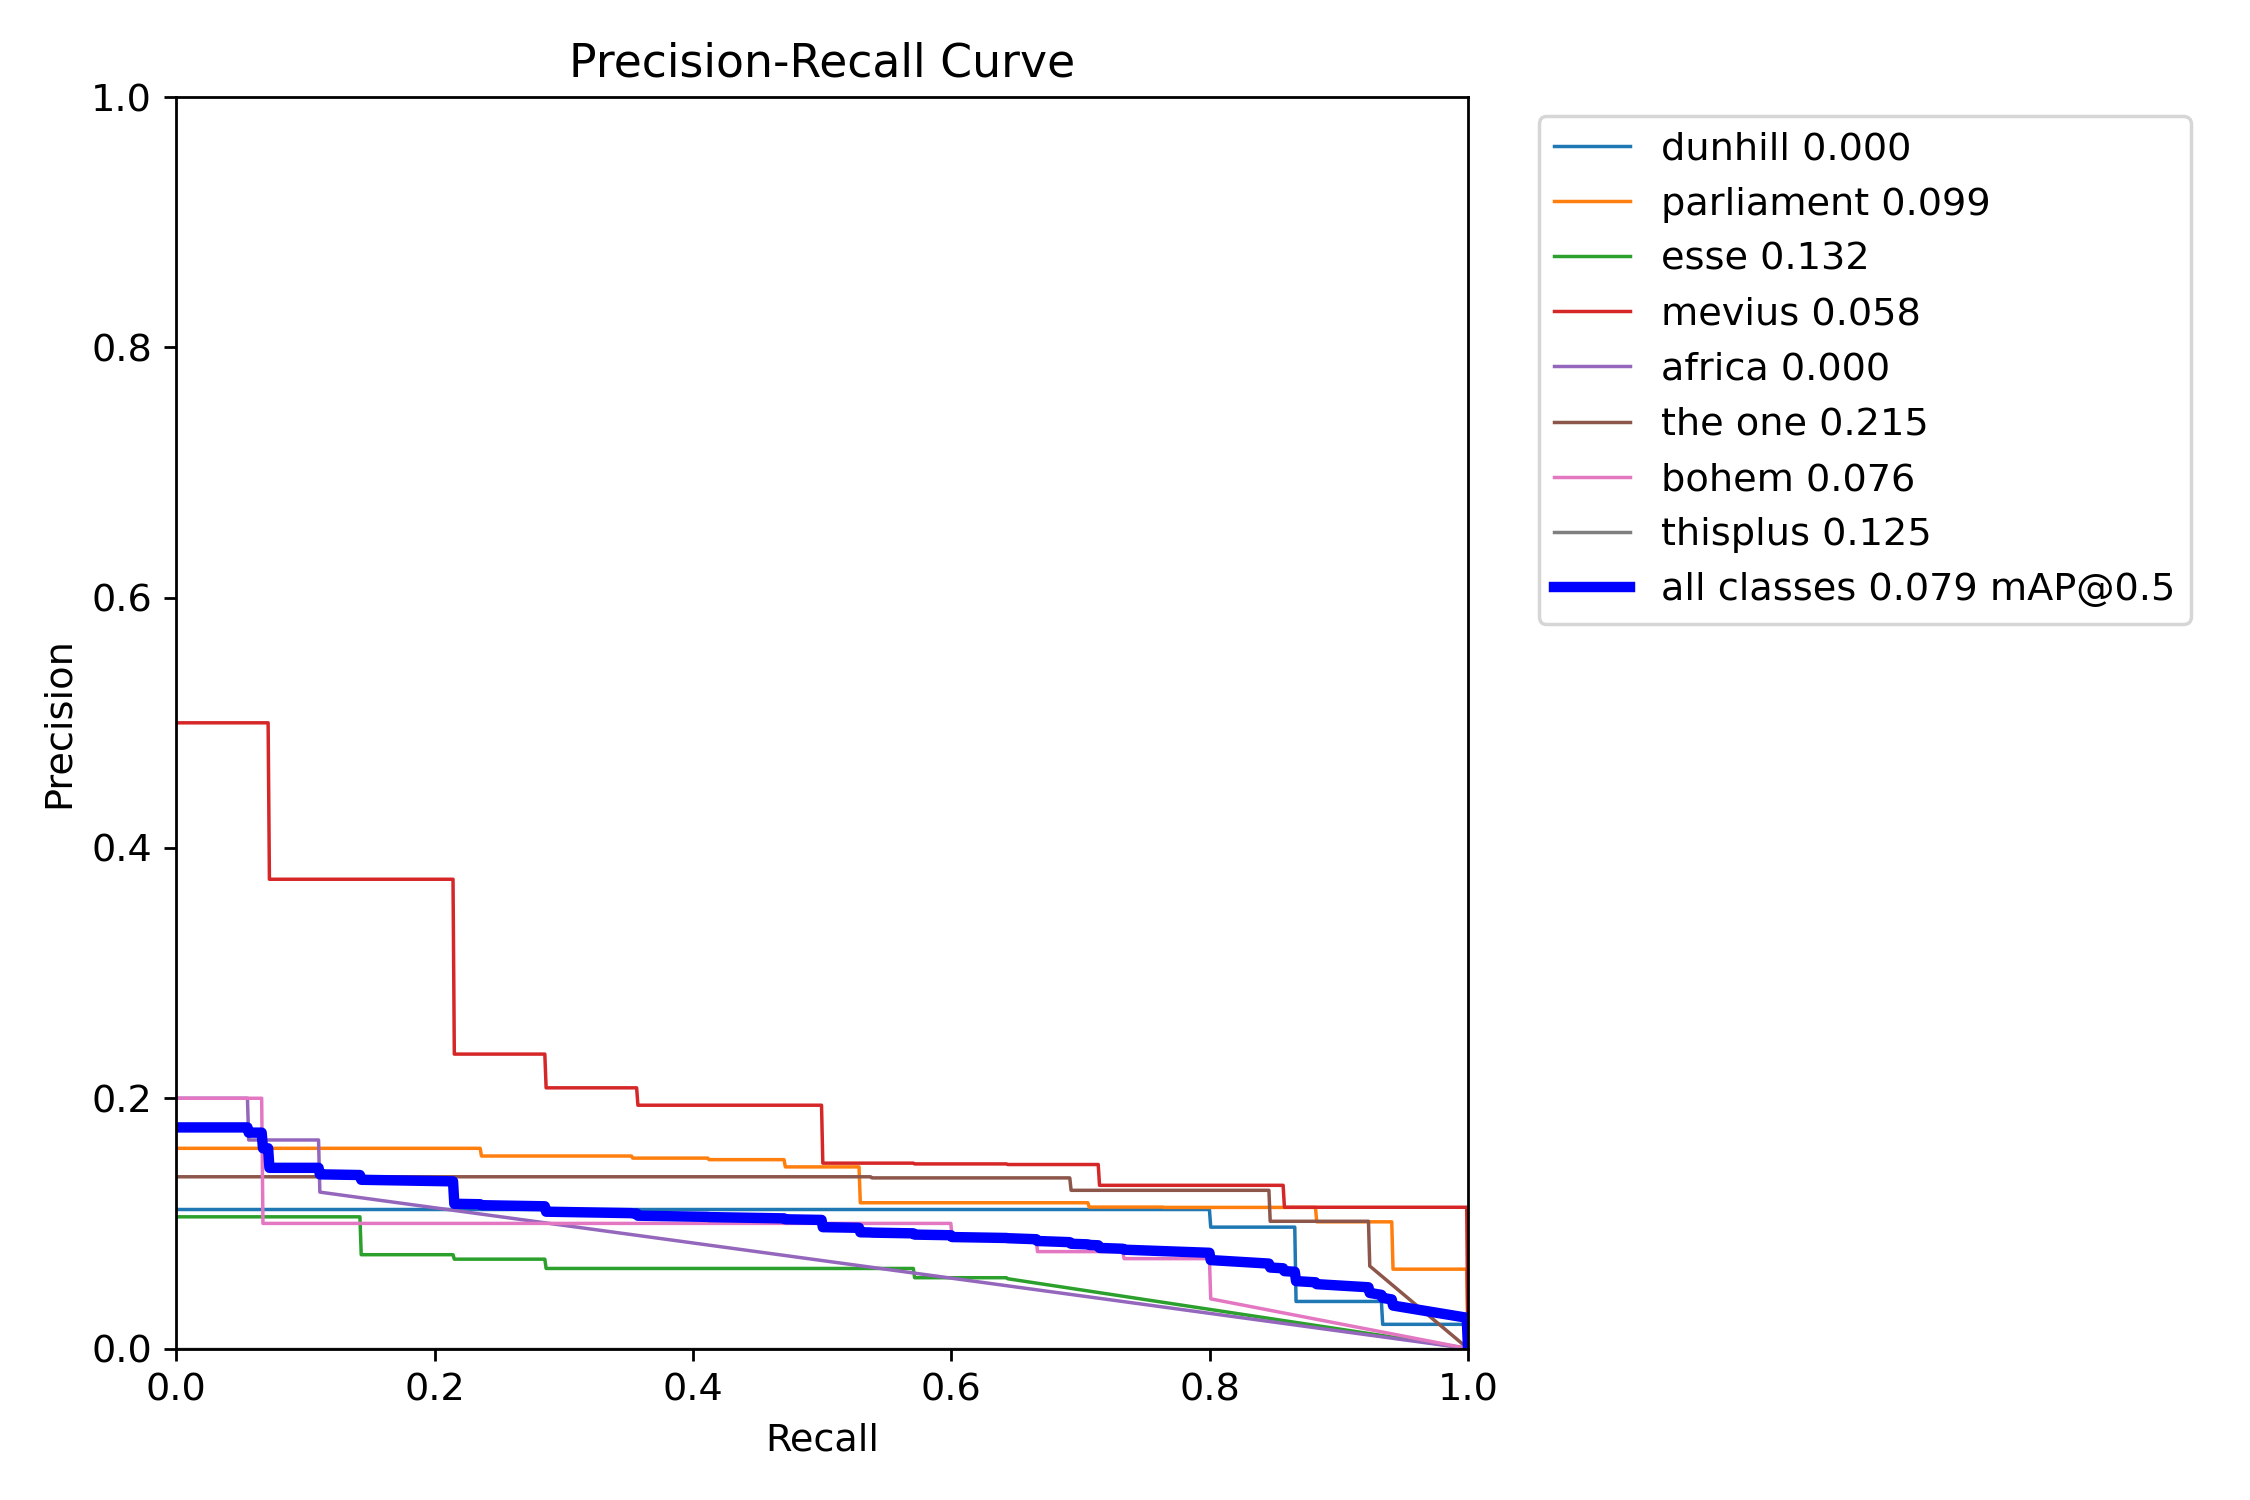 Precision-Recall Curve
1.0
0.8
0.6
0.4
0.2
0.0
Precision
0.0 0.2 0.4 0.6 0.8 1.0
Recall
dunhill 0.000
parliament 0.099
esse 0.132
mevius 0.058
africa 0.000
the one 0.215
bohem 0.076
thisplus 0.125
all classes 0.079 mAP@0.5